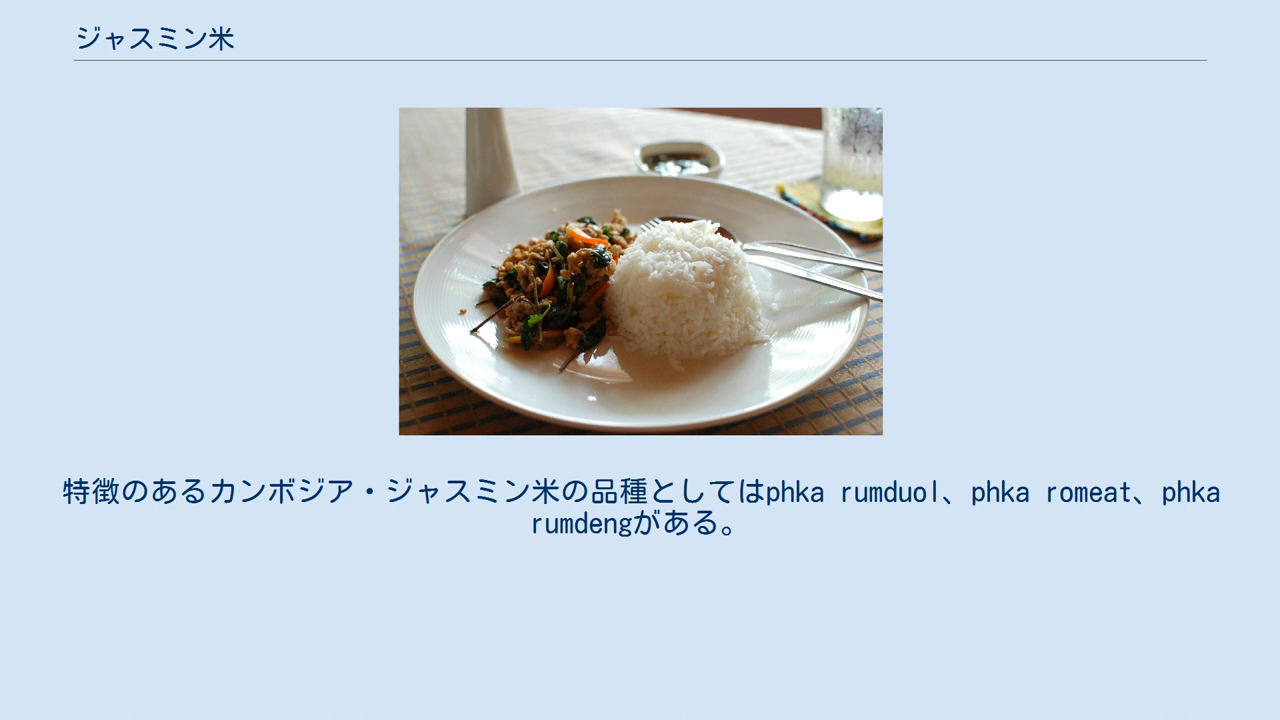 ジャスミン米
特徴のあるカンボジア・ジャスミン米の品種としてはphka rumduol、phka romeat、phka
rumdengがある。